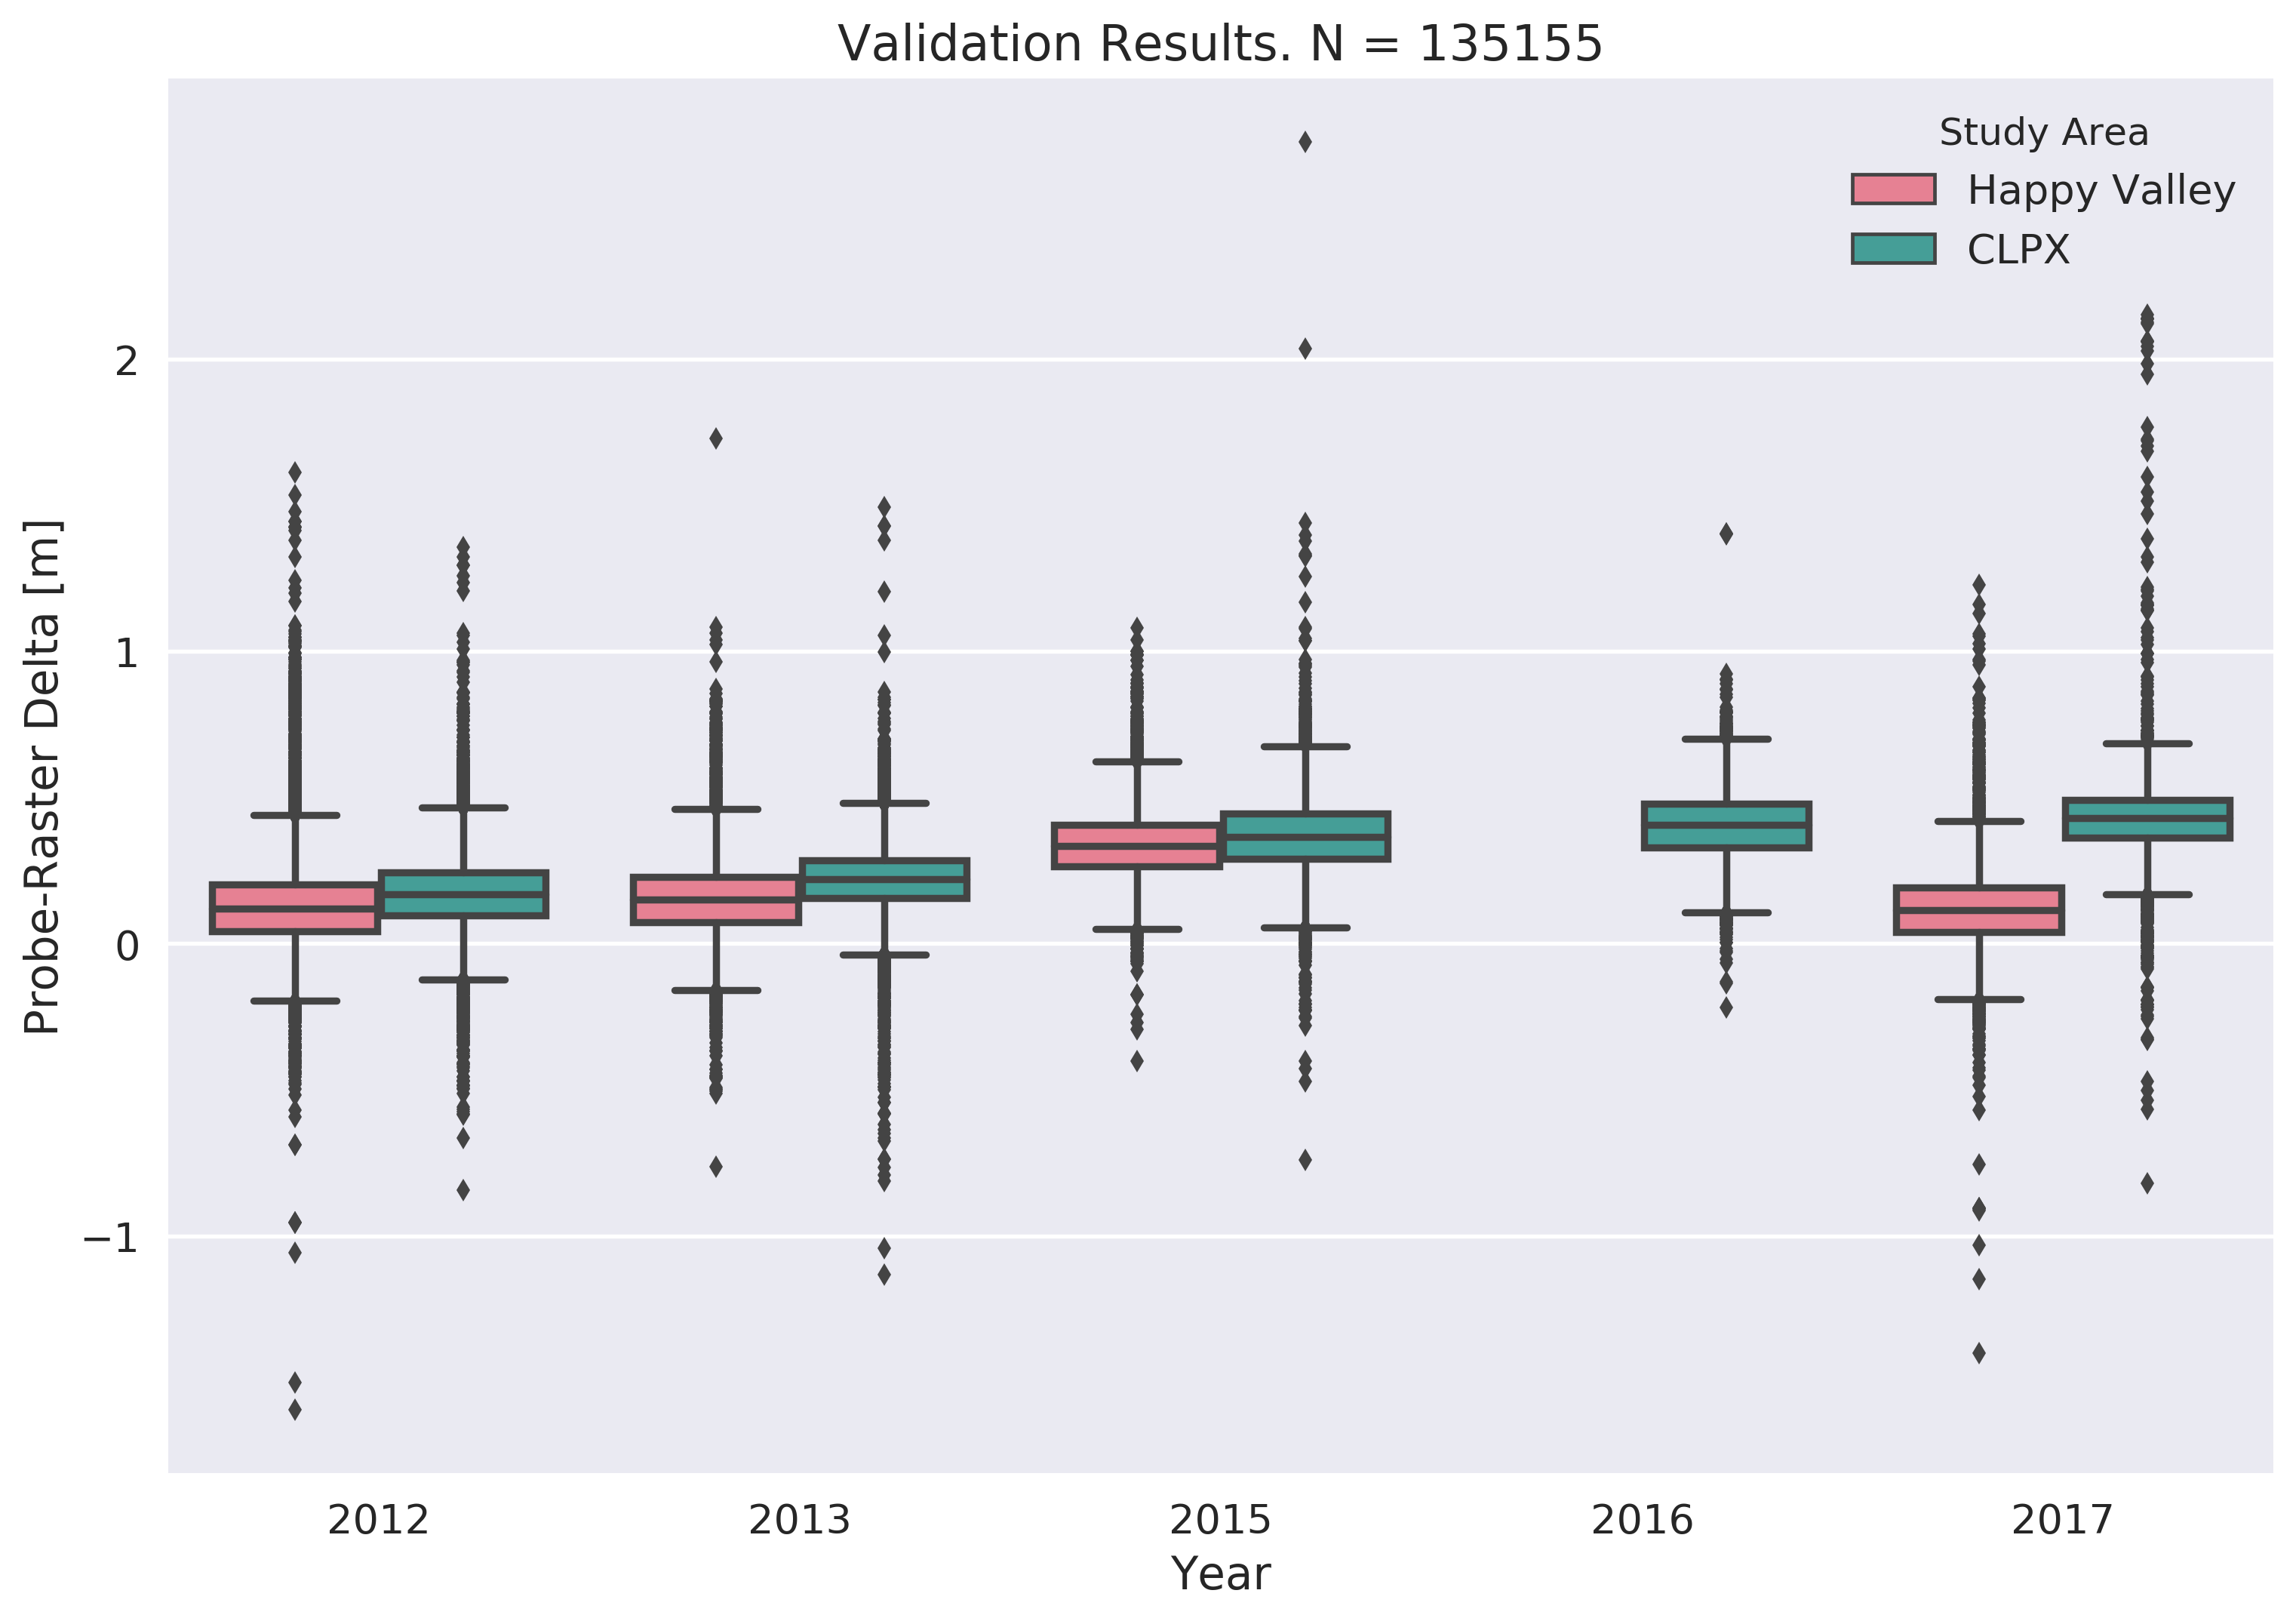 Validation Results. N = 135155
Study Area
Happy Valley
CLPX
Probe-Raster Delta [m]
2
1
0
−1
2012 2013 2015 2016 2017
Year